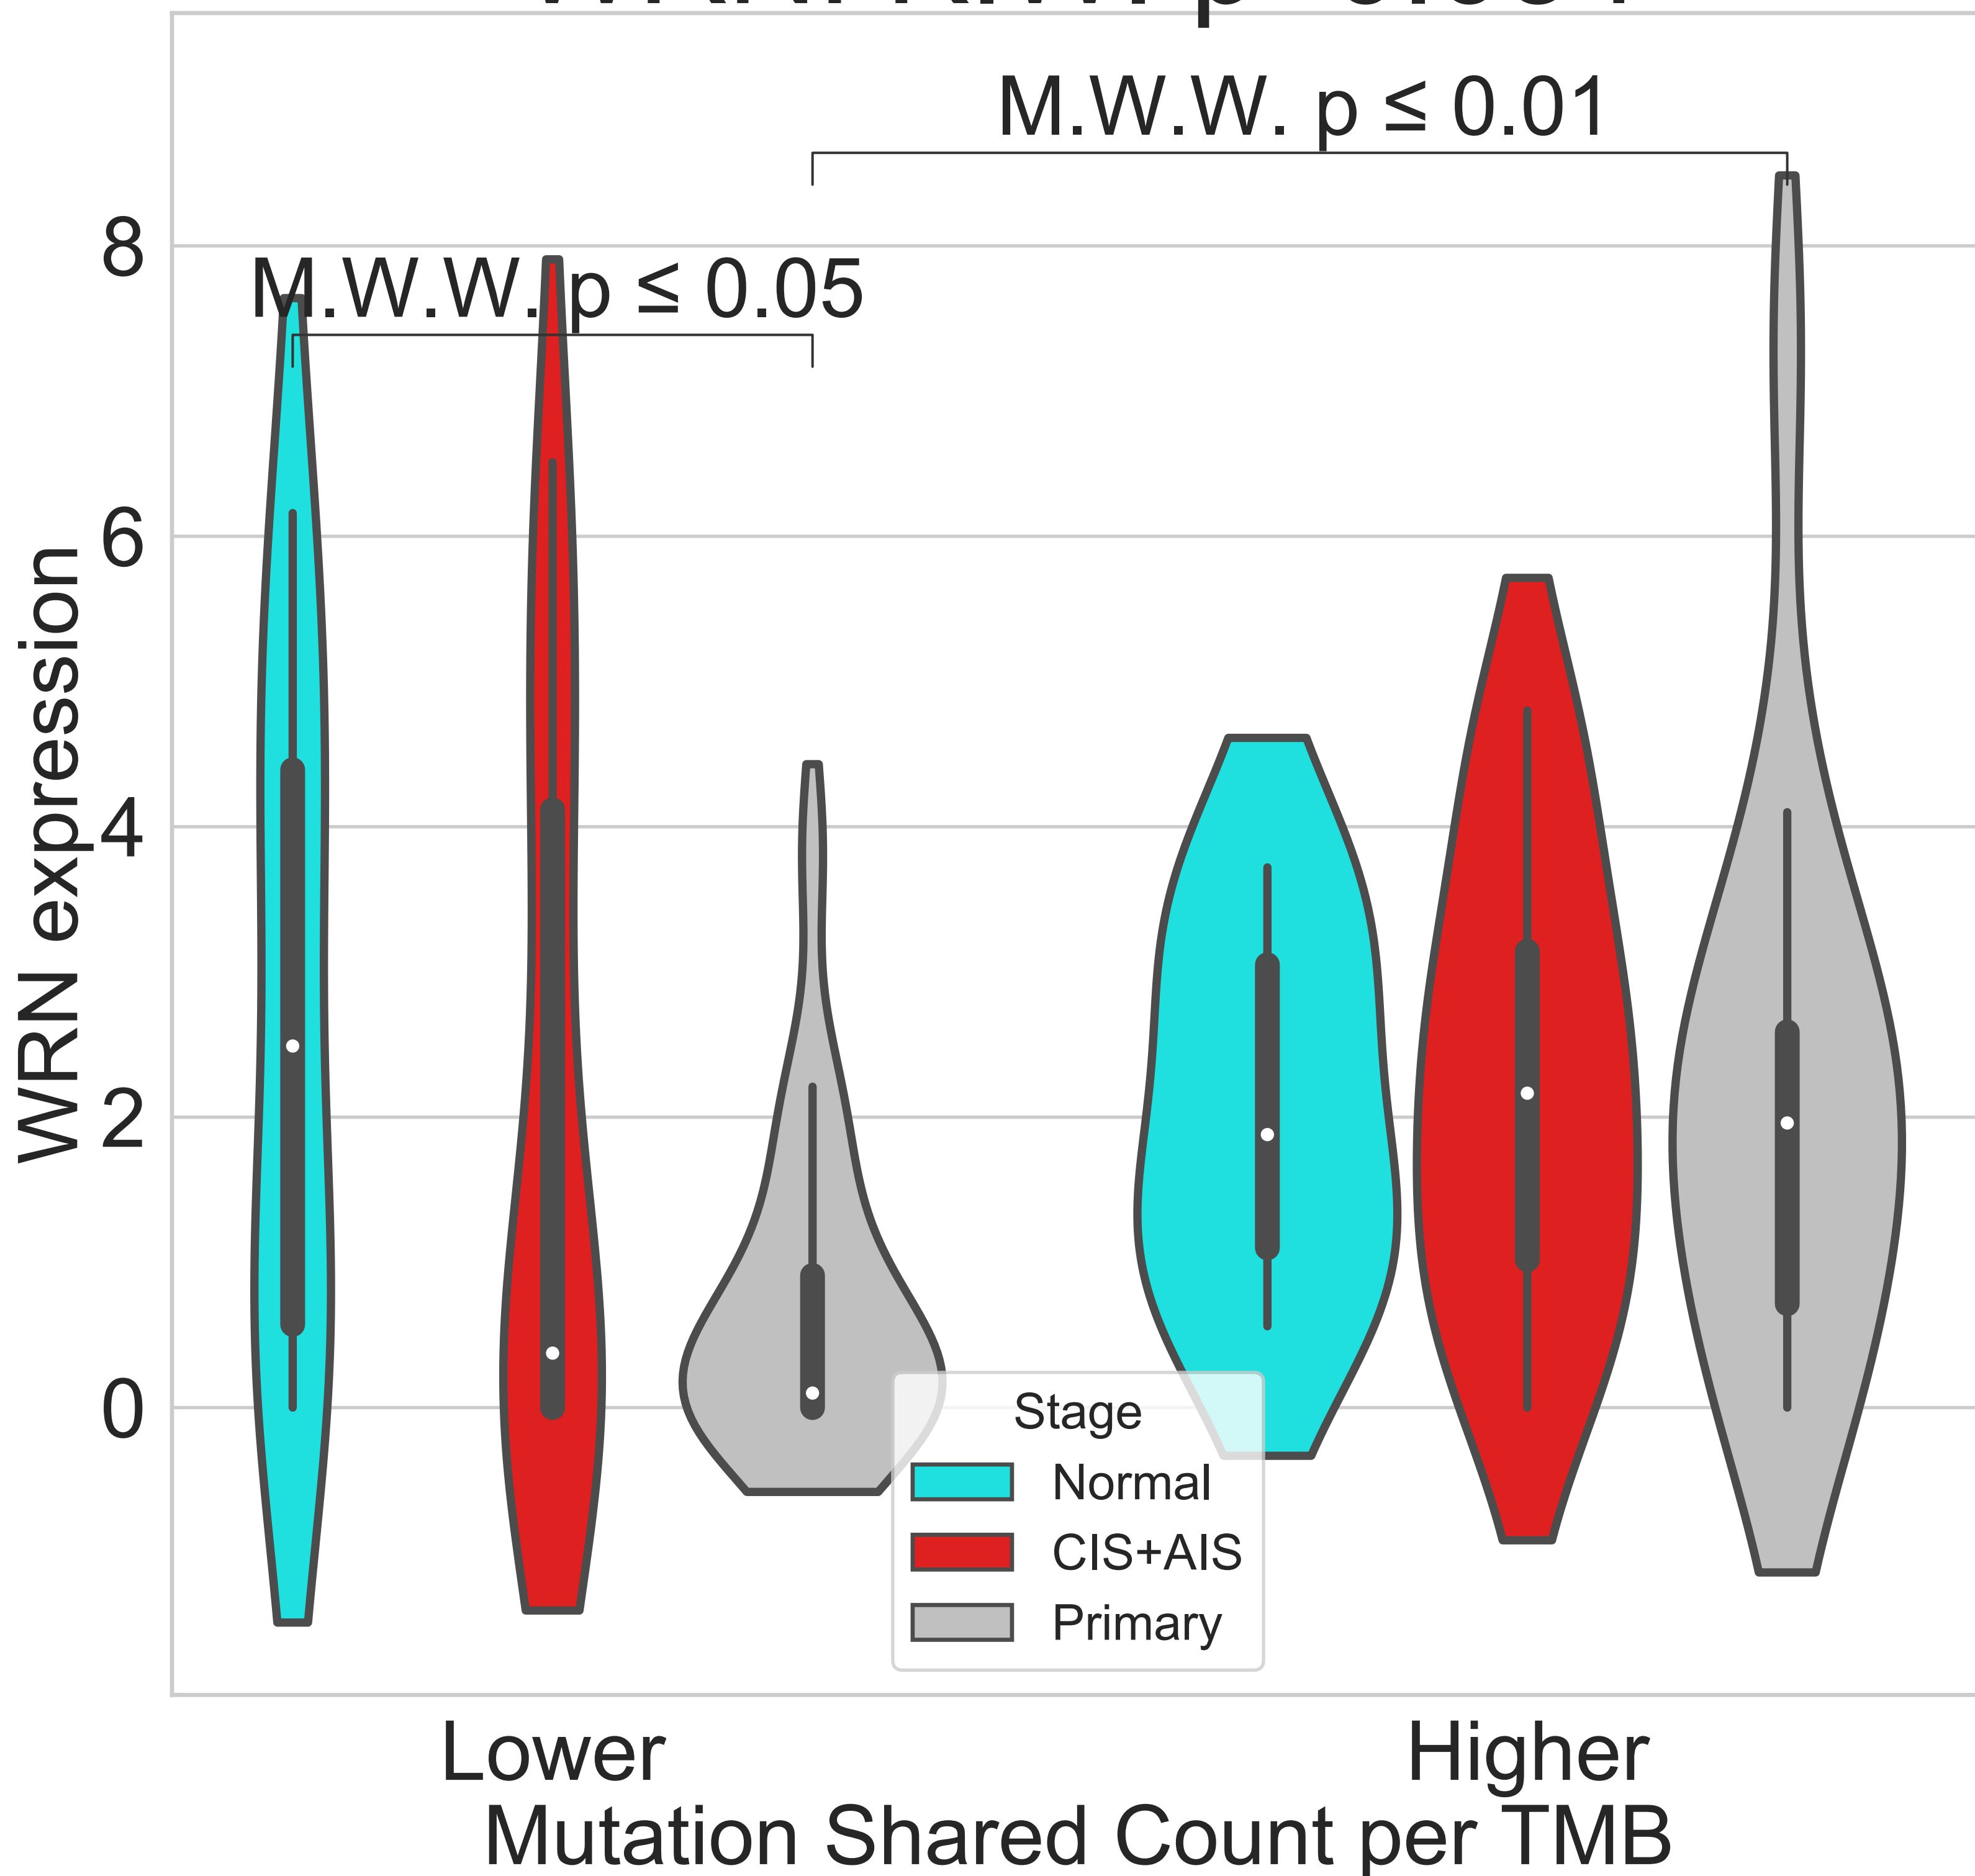 M.W.W. p ≤ 0.01
M.W.W. p ≤ 0.05
8
6
4
2
0
WRN expression
Stage
Normal
CIS+AIS
Primary
Lower
Higher
Mutation Shared Count per TMB